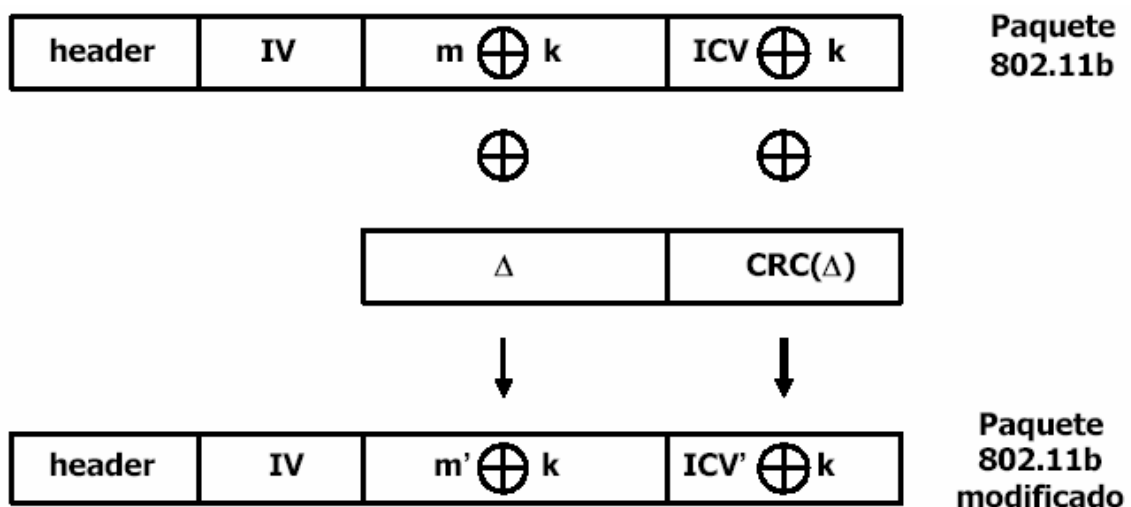 header IV m ⊕ k ICV ⊕ k
Paquete
802.11b
⊕ ⊕
Δ CRC(Δ)
header IV m' ⊕ k ICV' ⊕ k
Paquete
802.11b
modificado